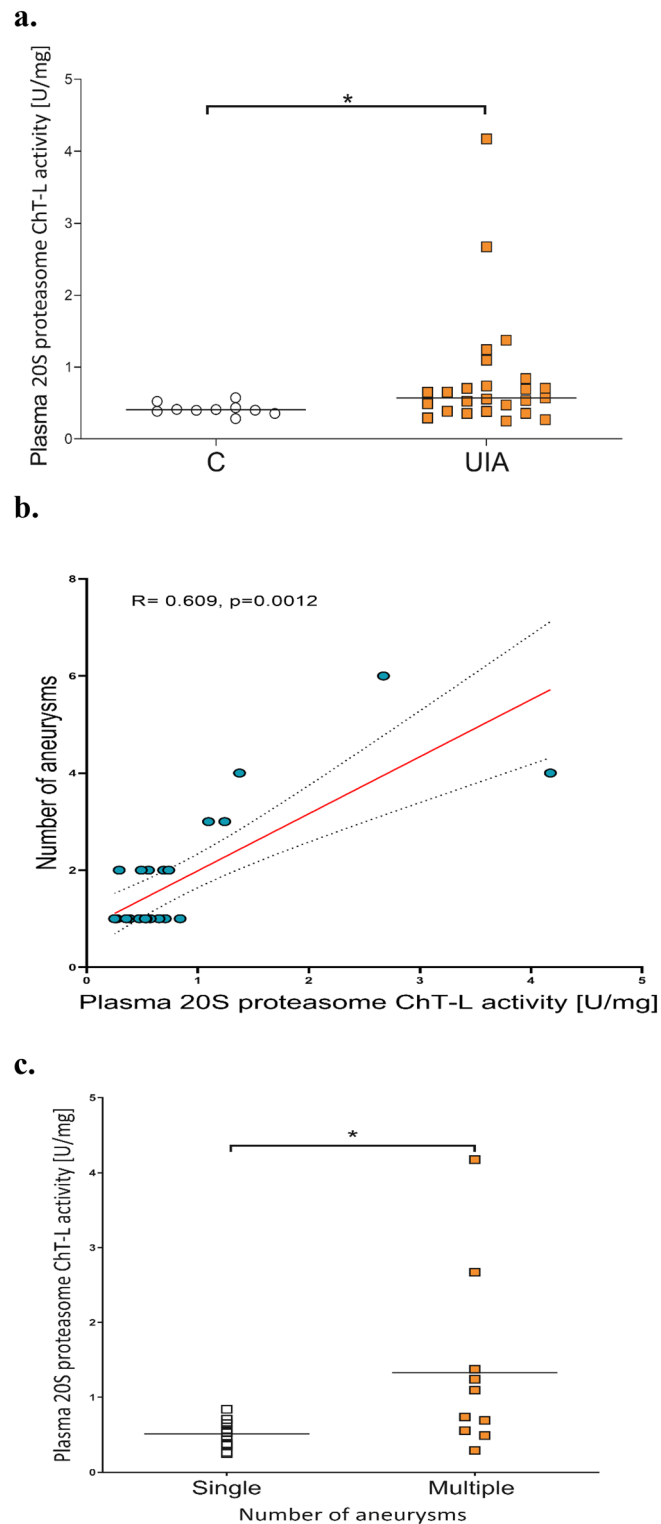 a.
Plasma 20S proteasome ChT-L activity [U/mg]
5
4
3
2
1
0
*
C
UIA
b.
Number of aneurysms
8
6
4
2
0
R= 0.609, p=0.0012
0
1
2
3
4
5
Plasma 20S proteasome ChT-L activity [U/mg]
c.
Plasma 20S proteasome ChT-L activity [U/mg]
5
4
3
2
1
0
*
Single
Multiple
Number of aneurysms